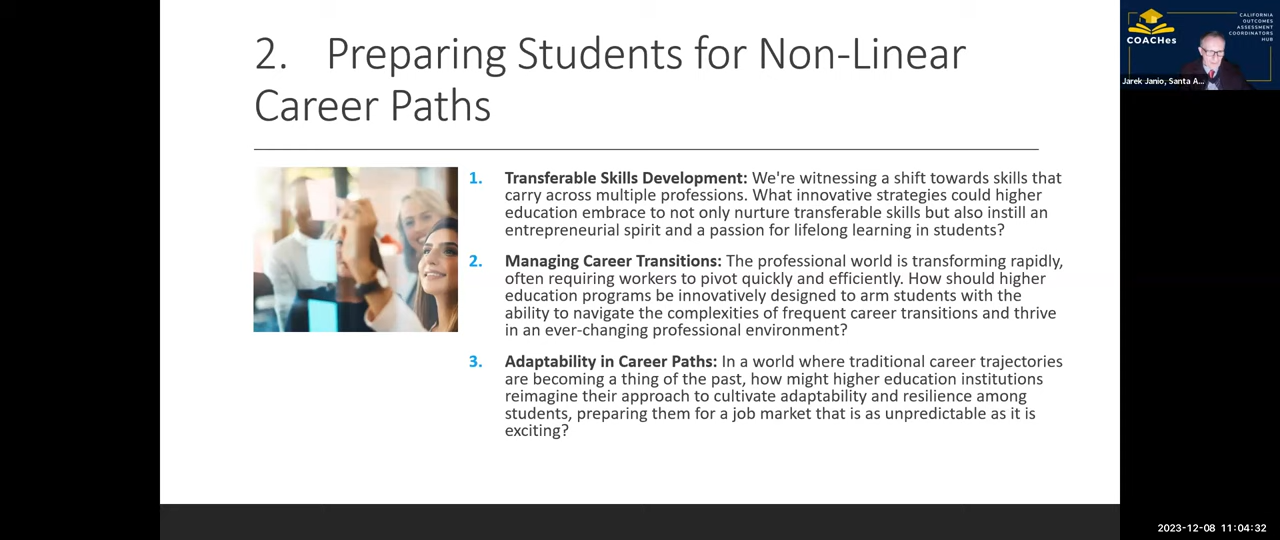 2. Preparing Students for Non-Linear
Career Paths
1. Transferable Skills Development: We're witnessing a shift towards skills that
carry across multiple professions. What innovative strategies could higher
education embrace to not only nurture transferable skills but also instill an
entrepreneurial spirit and a passion for lifelong learning in students?
2. Managing Career Transitions: The professional world is transforming rapidly,
often requiring workers to pivot quickly and efficiently. How should higher
education programs be innovatively designed to arm students with the
ability to navigate the complexities of frequent career transitions and thrive
in an ever-changing professional environment?
3. Adaptability in Career Paths: In a world where traditional career trajectories
are becoming a thing of the past, how might higher education institutions
reimagine their approach to cultivate adaptability and resilience among
students, preparing them for a job market that is as unpredictable as it is
exciting?
COACHes
CALIFORNIA
OUTCOMES
ASSESSMENT
COORDINATORS
HUB
Jarek Janio, Santa A...
2023-12-08 11:04:32